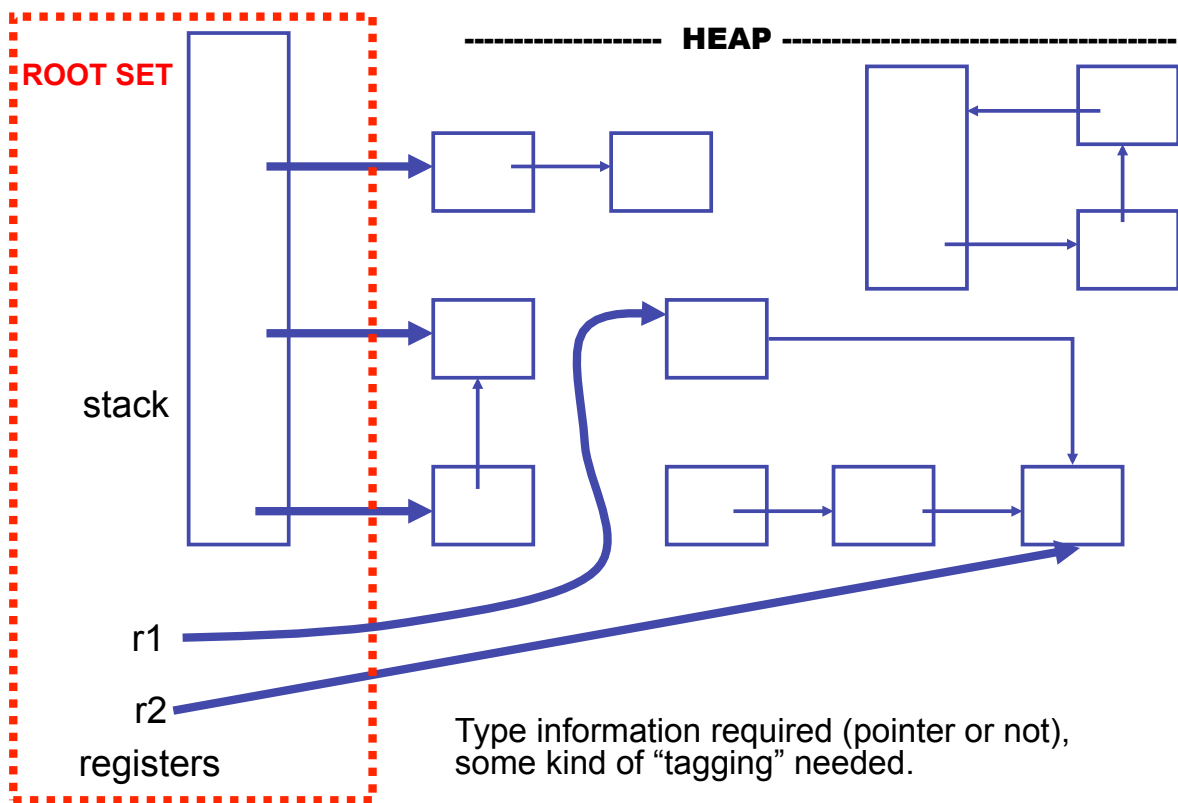 ------------------- HEAP ----------------------------------------
ROOT SET
stack
r1
r2
registers
Type information required (pointer or not),
some kind of “tagging” needed.